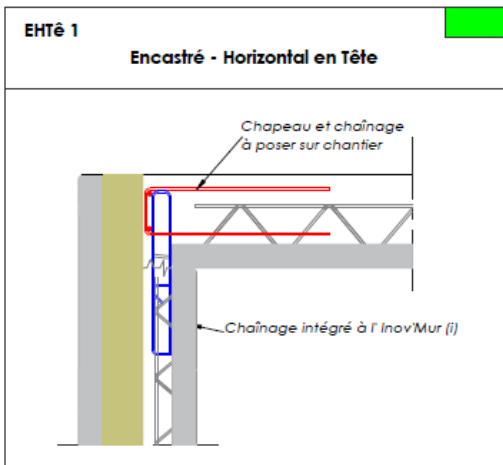 EHTê 1
Encastré - Horizontal en Tête
Chapeau et chaînage
à poser sur chantier
Chaînage intégré à l' Inov'Mur (i)